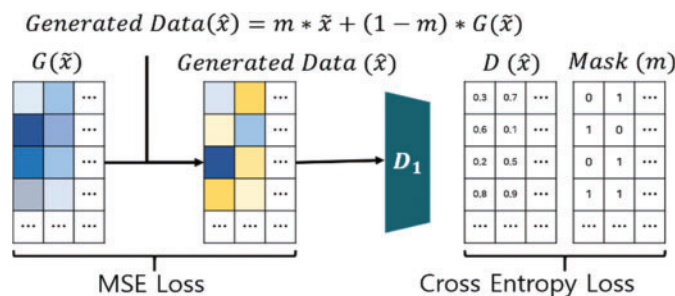 Generated Data(x̂) = m * x̃ + (1 − m) * G(x̃)
G(x̃) Generated Data (x̂) D (x̂) Mask (m)
... ... 0.3 0.7 ... 0 1 ...
... ... 0.6 0.1 ... 1 0 ...
... ... D₁ 0.2 0.5 ... 0 1 ...
... ... 0.8 0.9 ... 1 1 ...
... ... ... ... ... ... ... ... ... ... ... ...
MSE Loss Cross Entropy Loss